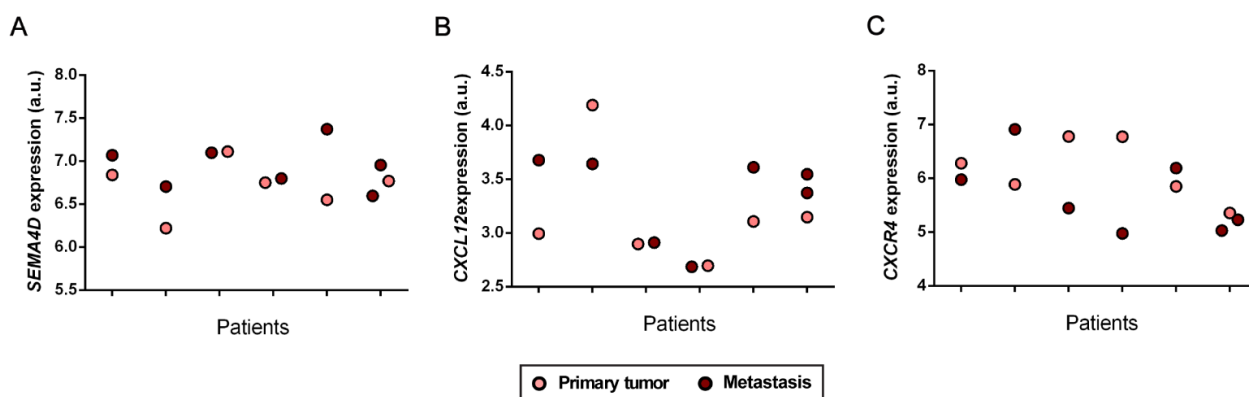 A
SEMA4D expression (a.u.)
8.0
7.5
7.0
6.5
6.0
5.5
Patients
B
CXCL12expression (a.u.)
4.5
4.0
3.5
3.0
2.5
Patients
C
CXCR4 expression (a.u.)
8
7
6
5
4
Patients
Primary tumor Metastasis